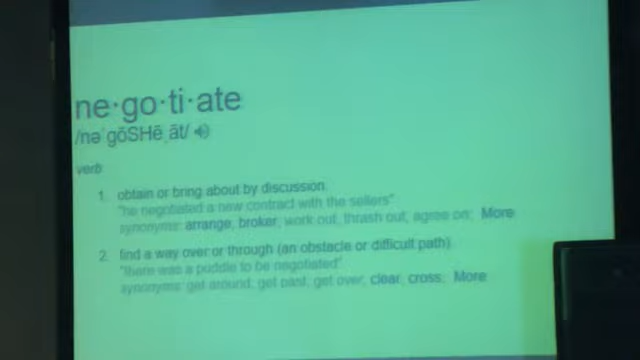 ne·go·ti·ate
/nəˈgōSHēˌāt/
verb
1. obtain or bring about by discussion.
"he negotiated a new contract with the sellers"
synonyms: arrange, broker, work out, thrash out, agree on; More
2. find a way over or through (an obstacle or difficult path).
"there was a puddle to be negotiated"
synonyms: get around, get past, get over, clear, cross; More